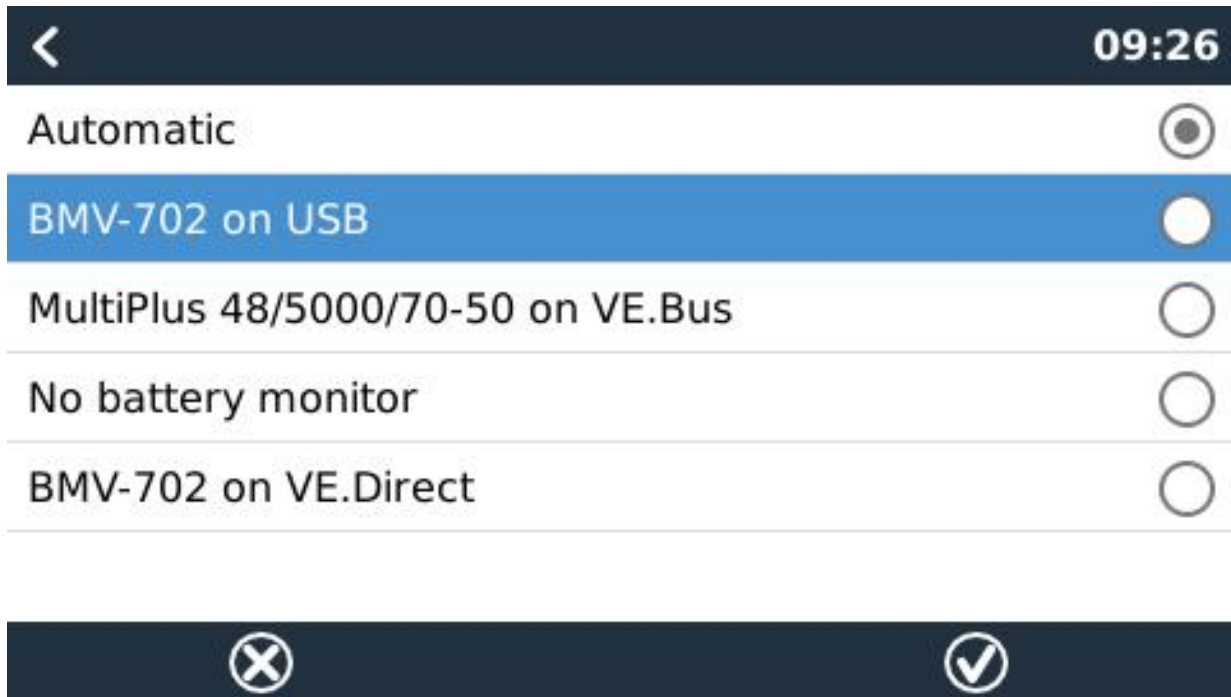 09:26
Automatic
BMV-702 on USB
MultiPlus 48/5000/70-50 on VE.Bus
No battery monitor
BMV-702 on VE.Direct